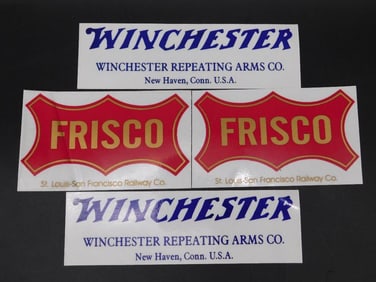 WINCHESTER
WINCHESTER REPEATING ARMS CO.
New Haven, Conn. U.S.A.
FRISCO
St. Louis-San Francisco Railway Co.
FRISCO
St. Louis-San Francisco Railway Co.
WINCHESTER
WINCHESTER REPEATING ARMS CO.
New Haven, Conn. U.S.A.